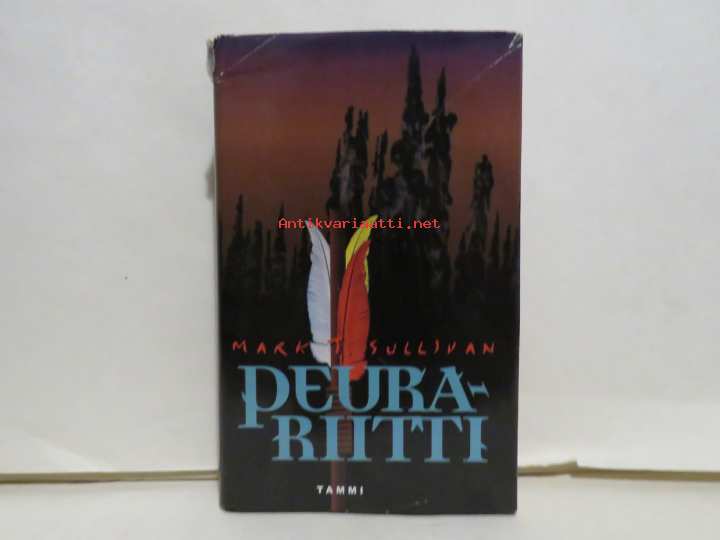 Antikvariaatti.net
MARK T. SULLIVAN
PEURA-
RIITTI
TAMMI